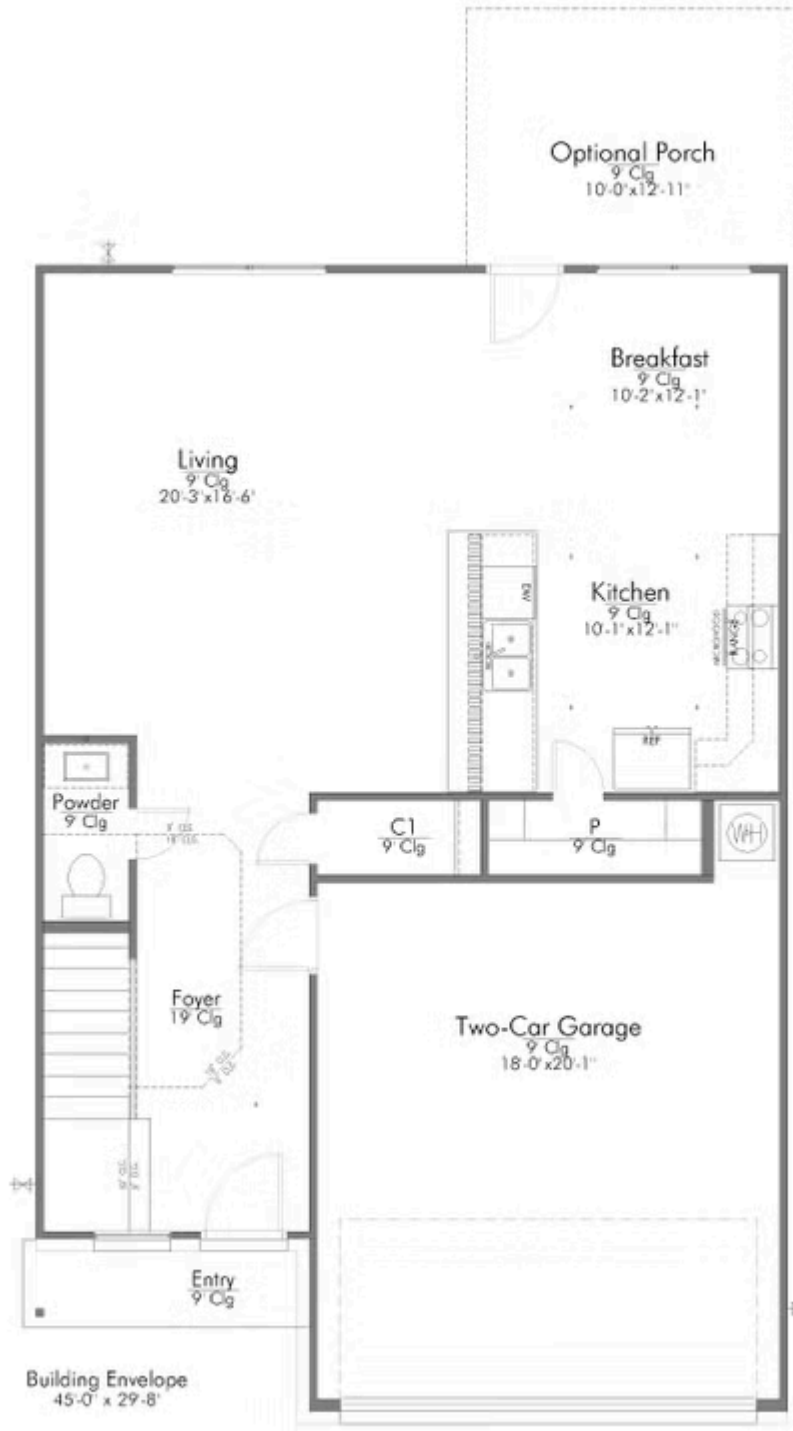 Optional Porch
9' Clg
10'-0"x12'-11"
Breakfast
9' Clg
10'-2"x12'-1"
Living
9' Clg
20'-3"x16'-6"
DW
Kitchen
9' Clg
10'-1"x12'-1"
RANGE
REF
Powder
9' Clg
C1
9' Clg
P
9' Clg
WH
Foyer
19' Clg
Two-Car Garage
9' Clg
18'-0"x20'-1"
Entry
9' Clg
Building Envelope
45'-0" x 29'-8"